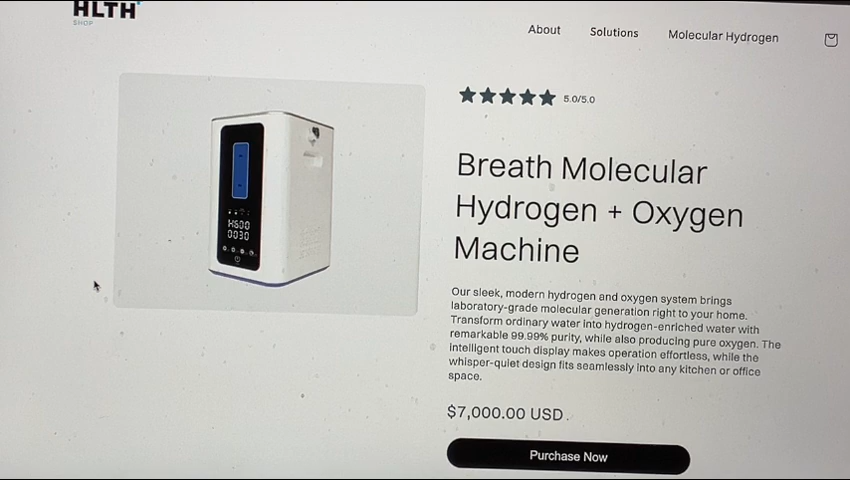 HLTH
SHOP
About
Solutions
Molecular Hydrogen
5.0/5.0
Breath Molecular
Hydrogen + Oxygen
Machine
H600
0030
Our sleek, modern hydrogen and oxygen system brings
laboratory-grade molecular generation right to your home.
Transform ordinary water into hydrogen-enriched water with
remarkable 99.99% purity, while also producing pure oxygen. The
intelligent touch display makes operation effortless, while the
whisper-quiet design fits seamlessly into any kitchen or office
space.
$7,000.00 USD
Purchase Now